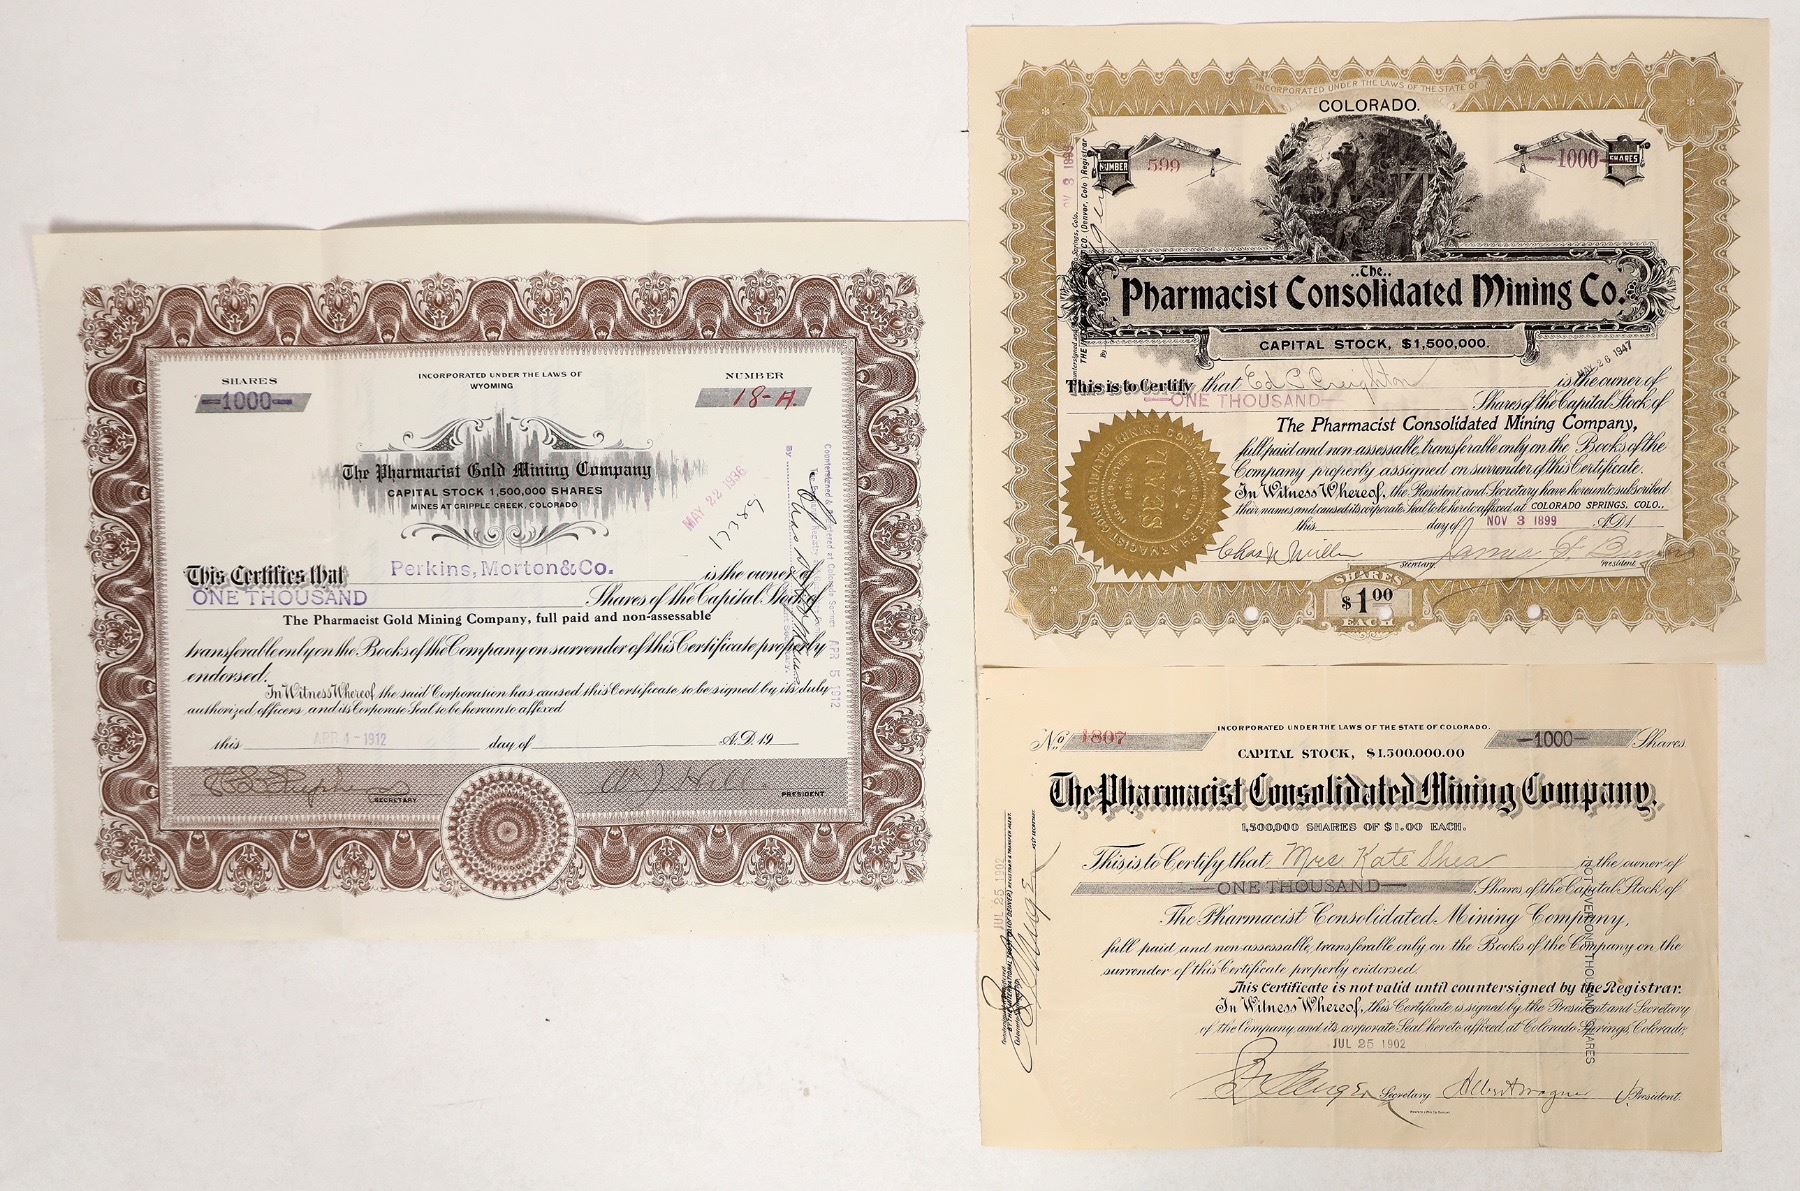 SHARES
—1000—
INCORPORATED UNDER THE LAWS OF
WYOMING
NUMBER
18-A
The Pharmacist Gold Mining Company
CAPITAL STOCK 1,500,000 SHARES
MINES AT CRIPPLE CREEK, COLORADO
MAY 22 1936
This Certifies that Perkins, Morton & Co. is the owner of
ONE THOUSAND Shares of the Capital Stock of
The Pharmacist Gold Mining Company, full paid and non-assessable
transferable only on the Books of the Company on surrender of this Certificate properly
endorsed.
In Witness Whereof, the said Corporation has caused this Certificate to be signed by its duly
authorized officers, and its Corporate Seal to be hereunto affixed
this APR 4 - 1912 day of A.D. 19
SECRETARY
PRESIDENT
APR 5 1912
INCORPORATED UNDER THE LAWS OF THE STATE OF
COLORADO.
NUMBER
599
—1000—
SHARES
..The..
Pharmacist Consolidated Mining Co.
CAPITAL STOCK, $1,500,000.
26 1947
This is to Certify that Ed C Creighton is the owner of
—ONE THOUSAND— Shares of the Capital Stock of
The Pharmacist Consolidated Mining Company,
full paid and non-assessable, transferable only on the Books of the
Company properly assigned on surrender of this Certificate.
In Witness Whereof, the President and Secretary have hereunto subscribed
their names and caused its corporate Seal to be hereto affixed at COLORADO SPRINGS, COLO.,
this day of NOV 3 1899 A.D. 1
Secretary.
President.
SEAL
SHARES
$1.00
EACH
No. 1807
INCORPORATED UNDER THE LAWS OF THE STATE OF COLORADO.
—1000— Shares
CAPITAL STOCK, $1.500.000.00
The Pharmacist Consolidated Mining Company.
1,500,000 SHARES OF $1.00 EACH.
This is to Certify that Mrs Kate Shea is the owner of
—ONE THOUSAND— Shares of the Capital Stock of
The Pharmacist Consolidated Mining Company,
full paid and non-assessable, transferable only on the Books of the Company on the
surrender of this Certificate properly endorsed.
This Certificate is not valid until countersigned by the Registrar.
In Witness Whereof, this Certificate is signed by the President and Secretary
of the Company and its corporate Seal hereto affixed, at Colorado Springs, Colorado,
JUL 25 1902
Secretary
President.
NOT OVER ONE THOUSAND SHARES
JUL 25 1902